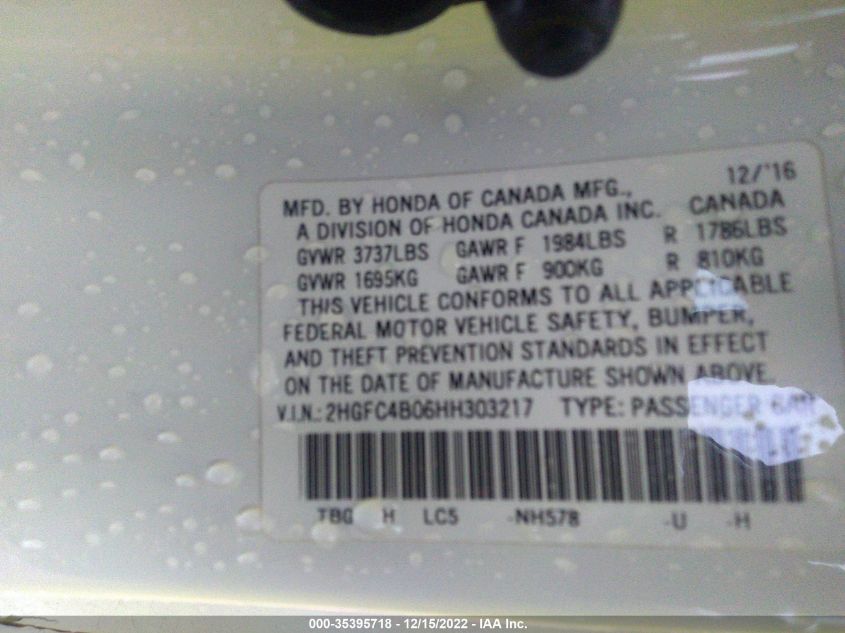 12/'16
MFD. BY HONDA OF CANADA MFG.,
A DIVISION OF HONDA CANADA INC. CANADA
GVWR 3737LBS GAWR F 1984LBS R 1786LBS
GVWR 1695KG GAWR F 900KG R 810KG
THIS VEHICLE CONFORMS TO ALL APPLICABLE
FEDERAL MOTOR VEHICLE SAFETY, BUMPER,
AND THEFT PREVENTION STANDARDS IN EFFECT
ON THE DATE OF MANUFACTURE SHOWN ABOVE.
V.I.N.: 2HGFC4B06HH303217 TYPE: PASSENGER CAR
TBG H LC5 -NH578 -U -H
000-35395718 - 12/15/2022 - IAA Inc.